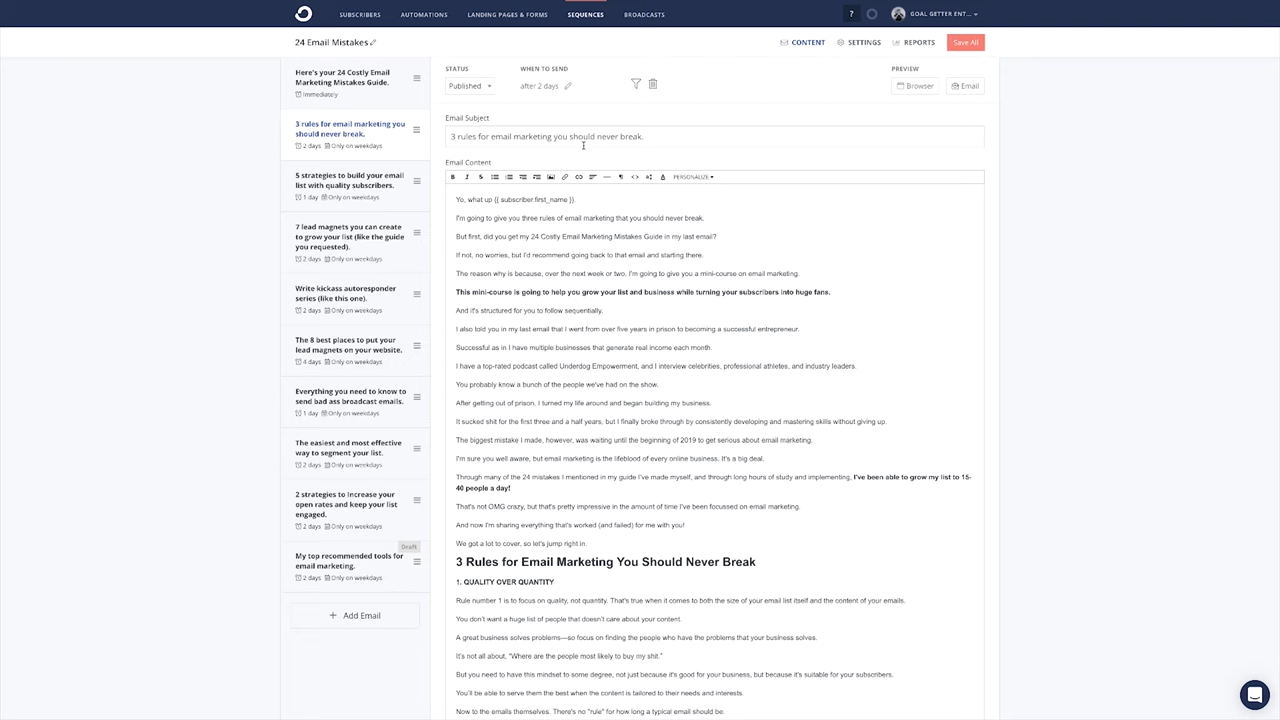 SUBSCRIBERS AUTOMATIONS LANDING PAGES & FORMS SEQUENCES BROADCASTS ? GOAL GETTER ENT...
24 Email Mistakes CONTENT SETTINGS REPORTS Save All
Here's your 24 Costly Email
Marketing Mistakes Guide.
Immediately
3 rules for email marketing you
should never break.
2 days Only on weekdays
5 strategies to build your email
list with quality subscribers.
1 day Only on weekdays
7 lead magnets you can create
to grow your list (like the guide
you requested).
2 days Only on weekdays
Write kickass autoresponder
series (like this one).
2 days Only on weekdays
The 8 best places to put your
lead magnets on your website.
4 days Only on weekdays
Everything you need to know to
send bad ass broadcast emails.
1 day Only on weekdays
The easiest and most effective
way to segment your list.
2 days Only on weekdays
2 strategies to increase your
open rates and keep your list
engaged.
2 days Only on weekdays
Draft
My top recommended tools for
email marketing.
2 days Only on weekdays
+ Add Email
STATUS WHEN TO SEND PREVIEW
Published after 2 days Browser Email
Email Subject
3 rules for email marketing you should never break.
Email Content
B I S <> A PERSONALIZE
Yo, what up {{ subscriber.first_name }}.
I'm going to give you three rules of email marketing that you should never break.
But first, did you get my 24 Costly Email Marketing Mistakes Guide in my last email?
If not, no worries, but I'd recommend going back to that email and starting there.
The reason why is because, over the next week or two, I'm going to give you a mini-course on email marketing.
This mini-course is going to help you grow your list and business while turning your subscribers into huge fans.
And it's structured for you to follow sequentially.
I also told you in my last email that I went from over five years in prison to becoming a successful entrepreneur.
Successful as in I have multiple businesses that generate real income each month.
I have a top-rated podcast called Underdog Empowerment, and I interview celebrities, professional athletes, and industry leaders.
You probably know a bunch of the people we've had on the show.
After getting out of prison, I turned my life around and began building my business.
It sucked shit for the first three and a half years, but I finally broke through by consistently developing and mastering skills without giving up.
The biggest mistake I made, however, was waiting until the beginning of 2019 to get serious about email marketing.
I'm sure you well aware, but email marketing is the lifeblood of every online business. It's a big deal.
Through many of the 24 mistakes I mentioned in my guide I've made myself, and through long hours of study and implementing, I've been able to grow my list to 15-
40 people a day!
That's not OMG crazy, but that's pretty impressive in the amount of time I've been focussed on email marketing.
And now I'm sharing everything that's worked (and failed) for me with you!
We got a lot to cover, so let's jump right in.
3 Rules for Email Marketing You Should Never Break
1. QUALITY OVER QUANTITY
Rule number 1 is to focus on quality, not quantity. That's true when it comes to both the size of your email list itself and the content of your emails.
You don't want a huge list of people that doesn't care about your content.
A great business solves problems—so focus on finding the people who have the problems that your business solves.
It's not all about, "Where are the people most likely to buy my shit."
But you need to have this mindset to some degree, not just because it's good for your business, but because it's suitable for your subscribers.
You'll be able to serve them the best when the content is tailored to their needs and interests.
Now to the emails themselves. There's no "rule" for how long a typical email should be.